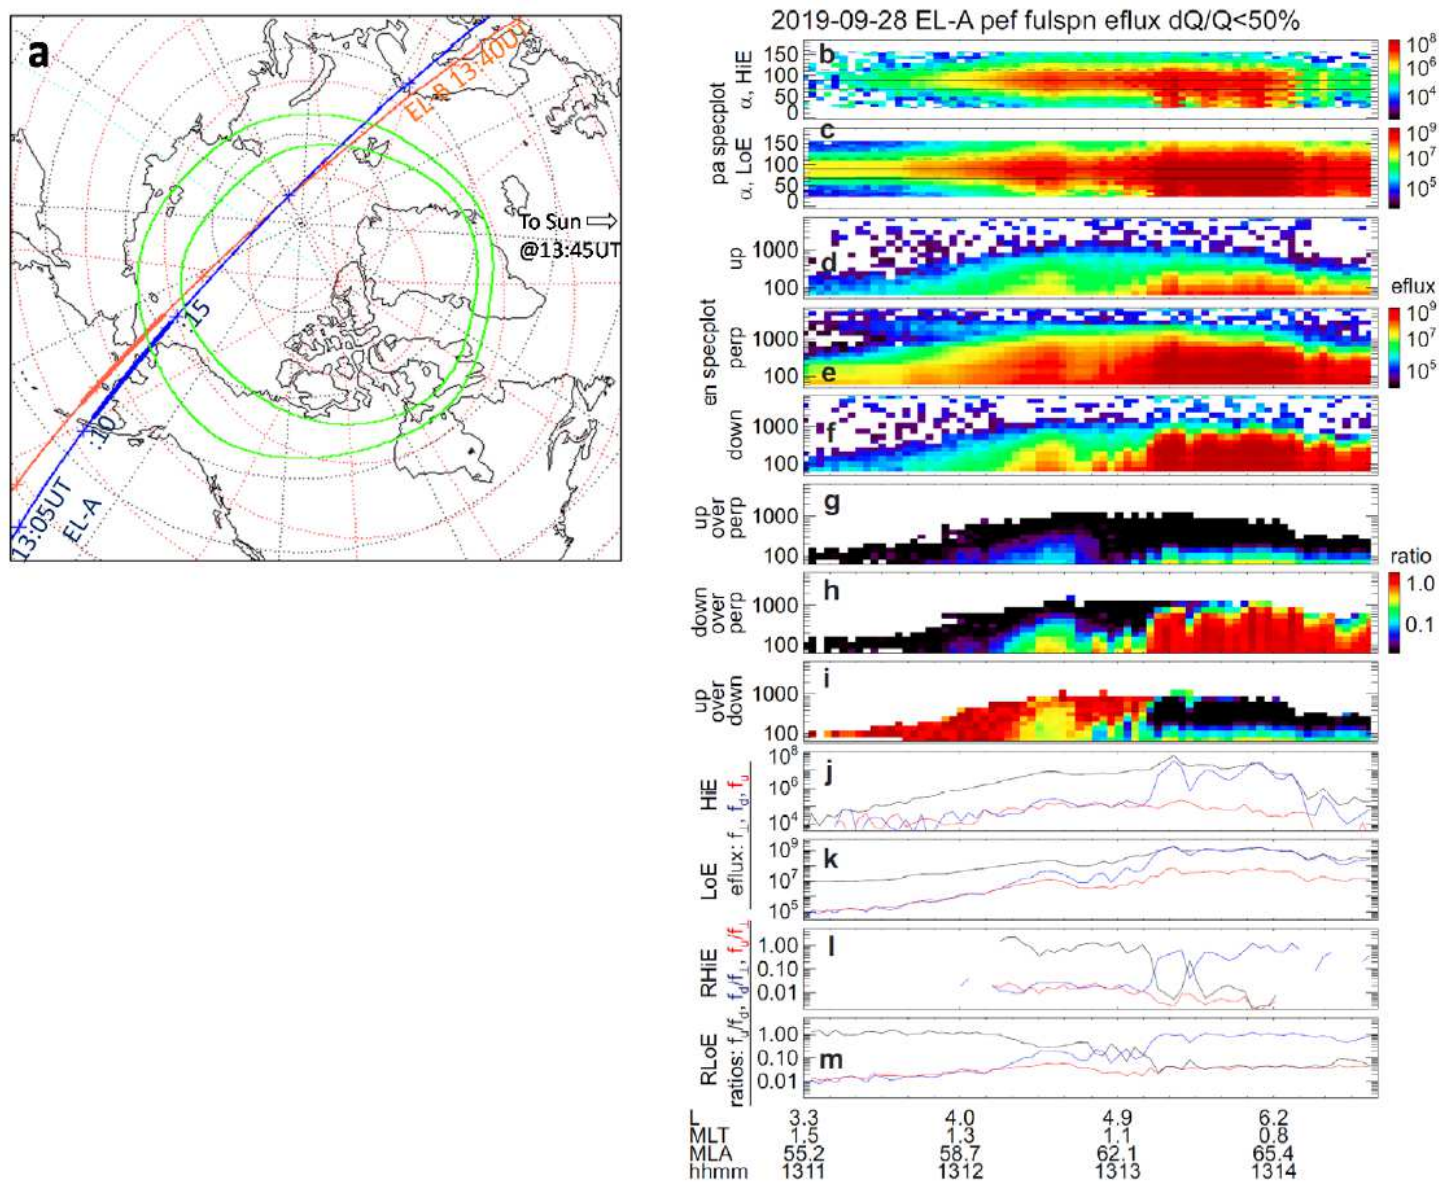 a
EL-B 13:40UT
To Sun
@13:45UT
:15
:10
13:05UT
EL-A
2019-09-28 EL-A pef fulspn eflux dQ/Q<50%
pa specplot
α, HiE
150
100
50
0
b
10^8
10^6
10^4
α, LoE
150
100
50
0
c
10^9
10^7
10^5
en specplot
up
1000
100
d
perp
1000
100
e
eflux
10^9
10^7
10^5
down
1000
100
f
up
over
perp
1000
100
g
down
over
perp
1000
100
h
ratio
1.0
0.1
up
over
down
1000
100
i
eflux: f⊥, f_d, f_u
HiE
10^8
10^6
10^4
j
LoE
10^9
10^7
10^5
k
ratios: f_u/f_d, f_d/f⊥, f_u/f⊥
RHiE
1.00
0.10
0.01
l
RLoE
1.00
0.10
0.01
m
L 3.3 4.0 4.9 6.2
MLT 1.5 1.3 1.1 0.8
MLA 55.2 58.7 62.1 65.4
hhmm 1311 1312 1313 1314